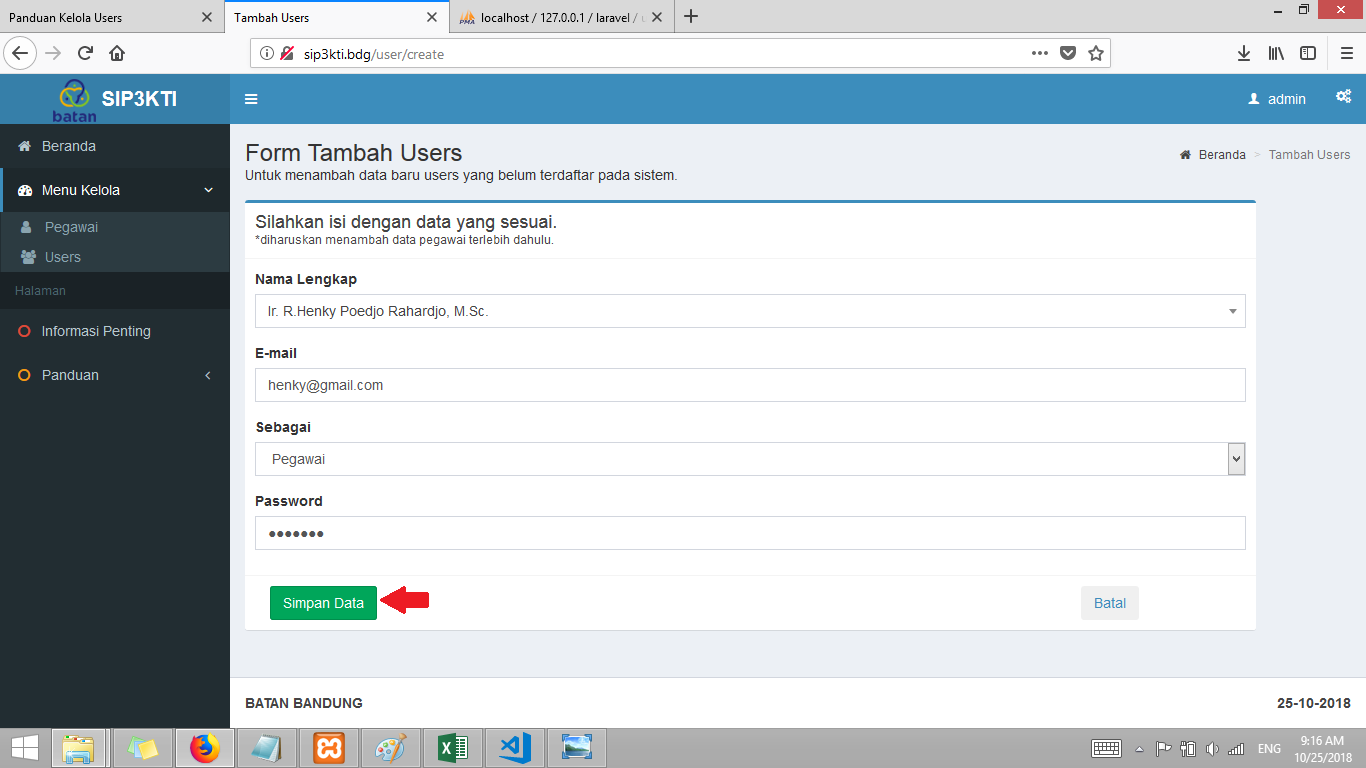 Panduan Kelola Users
Tambah Users
localhost / 127.0.0.1 / laravel /
sip3kti.bdg/user/create
batan
SIP3KTI
admin
Beranda
Menu Kelola
Pegawai
Users
Halaman
Informasi Penting
Panduan
Form Tambah Users
Beranda > Tambah Users
Untuk menambah data baru users yang belum terdaftar pada sistem.
Silahkan isi dengan data yang sesuai.
*diharuskan menambah data pegawai terlebih dahulu.
Nama Lengkap
Ir. R.Henky Poedjo Rahardjo, M.Sc.
E-mail
henky@gmail.com
Sebagai
Pegawai
Password
•••••••
Simpan Data
Batal
BATAN BANDUNG
25-10-2018
ENG
9:16 AM
10/25/2018